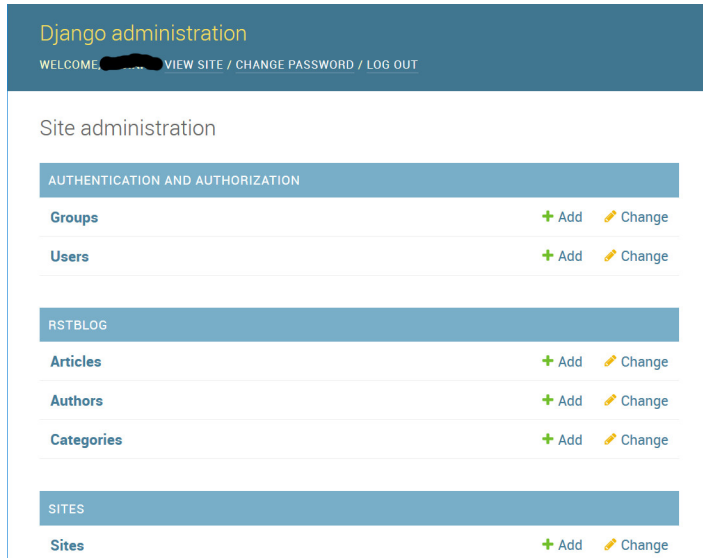 Django administration
WELCOME, VIEW SITE / CHANGE PASSWORD / LOG OUT
Site administration
AUTHENTICATION AND AUTHORIZATION
Groups Add Change
Users Add Change
RSTBLOG
Articles Add Change
Authors Add Change
Categories Add Change
SITES
Sites Add Change